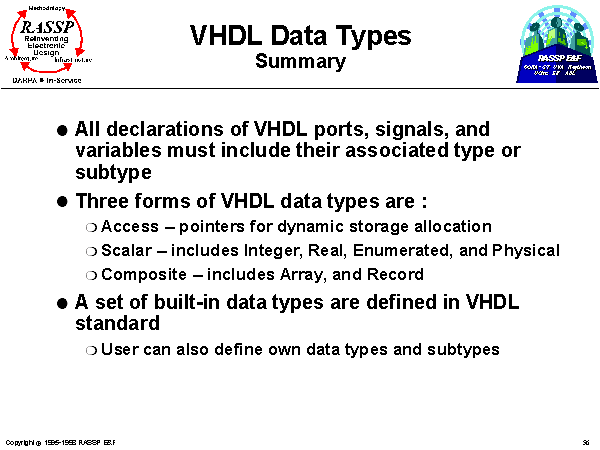 Methodology
RASSP
Reinventing
Electronic
Design
Architecture Infrastructure
DARPA Tri-Service
VHDL Data Types
Summary
RASSP E&F
SCRA • GT • UVA • Raytheon
UCinc • EIT • ADL
All declarations of VHDL ports, signals, and
variables must include their associated type or
subtype
Three forms of VHDL data types are :
Access -- pointers for dynamic storage allocation
Scalar -- includes Integer, Real, Enumerated, and Physical
Composite -- includes Array, and Record
A set of built-in data types are defined in VHDL
standard
User can also define own data types and subtypes
Copyright © 1995-1998 RASSP E&F
36